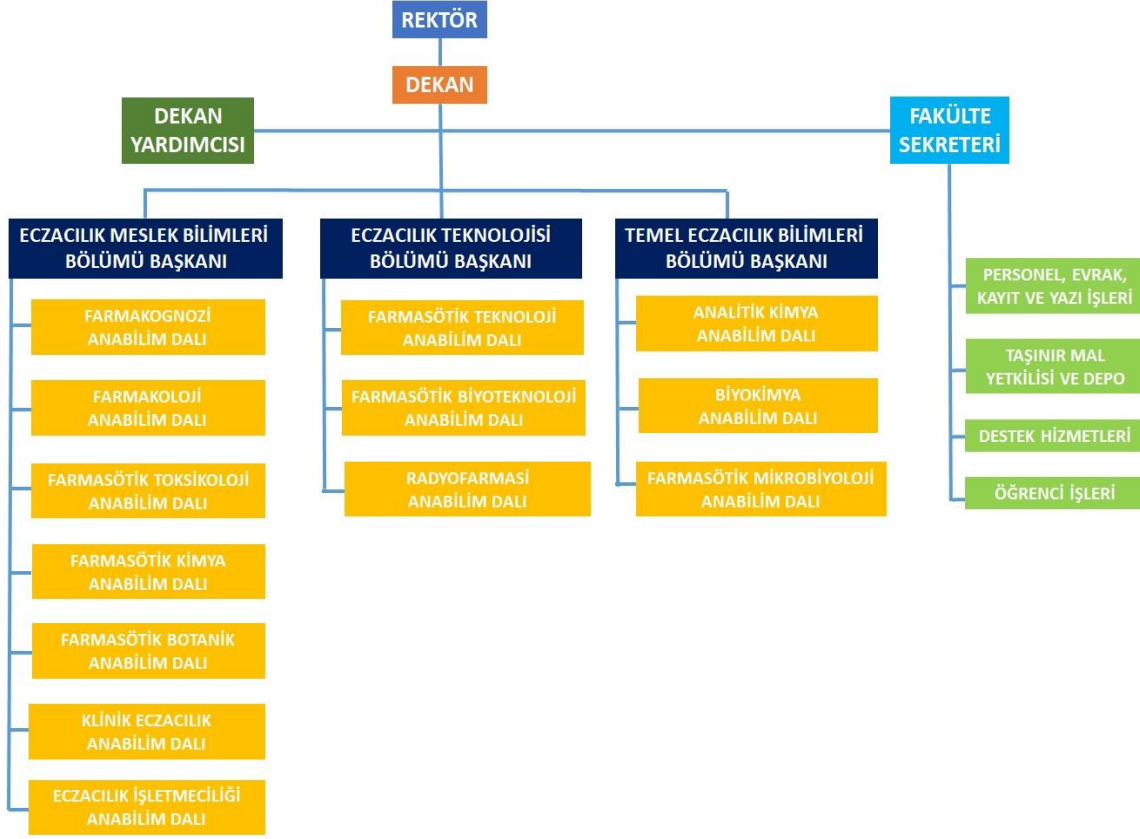 REKTÖR
DEKAN
DEKAN
YARDIMCISI
FAKÜLTE
SEKRETERİ
ECZACILIK MESLEK BİLİMLERİ
BÖLÜMÜ BAŞKANI
FARMAKOGNOZİ
ANABİLİM DALI
FARMAKOLOJİ
ANABİLİM DALI
FARMASÖTİK TOKSİKOLOJİ
ANABİLİM DALI
FARMASÖTİK KİMYA
ANABİLİM DALI
FARMASÖTİK BOTANİK
ANABİLİM DALI
KLİNİK ECZACILIK
ANABİLİM DALI
ECZACILIK İŞLETMECİLİĞİ
ANABİLİM DALI
ECZACILIK TEKNOLOJİSİ
BÖLÜMÜ BAŞKANI
FARMASÖTİK TEKNOLOJİ
ANABİLİM DALI
FARMASÖTİK BİYOTEKNOLOJİ
ANABİLİM DALI
RADYOFARMASİ
ANABİLİM DALI
TEMEL ECZACILIK BİLİMLERİ
BÖLÜMÜ BAŞKANI
ANALİTİK KİMYA
ANABİLİM DALI
BİYOKİMYA
ANABİLİM DALI
FARMASÖTİK MİKROBİYOLOJİ
ANABİLİM DALI
PERSONEL, EVRAK,
KAYIT VE YAZI İŞLERİ
TAŞINIR MAL
YETKİLİSİ VE DEPO
DESTEK HİZMETLERİ
ÖĞRENCİ İŞLERİ